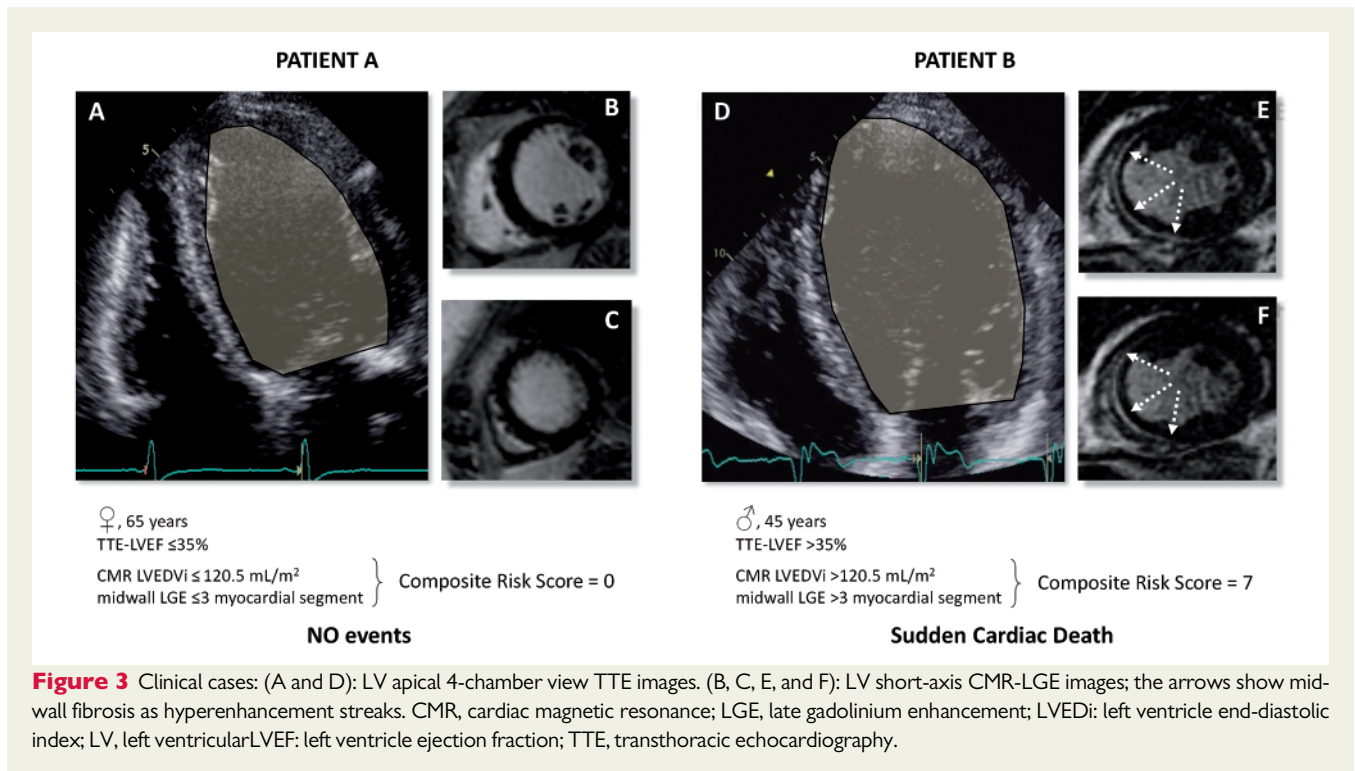 PATIENT A
PATIENT B
A
5
B
C
D
5
10
E
E
F
♀, 65 years
TTE-LVEF ≤35%
CMR LVEDVi ≤ 120.5 mL/m²
midwall LGE ≤3 myocardial segment
Composite Risk Score = 0
NO events
♂, 45 years
TTE-LVEF >35%
CMR LVEDVi >120.5 mL/m²
midwall LGE >3 myocardial segment
Composite Risk Score = 7
Sudden Cardiac Death
Figure 3 Clinical cases: (A and D): LV apical 4-chamber view TTE images. (B, C, E, and F): LV short-axis CMR-LGE images; the arrows show mid-
wall fibrosis as hyperenhancement streaks. CMR, cardiac magnetic resonance; LGE, late gadolinium enhancement; LVEDi: left ventricle end-diastolic
index; LV, left ventricularLVEF: left ventricle ejection fraction; TTE, transthoracic echocardiography.